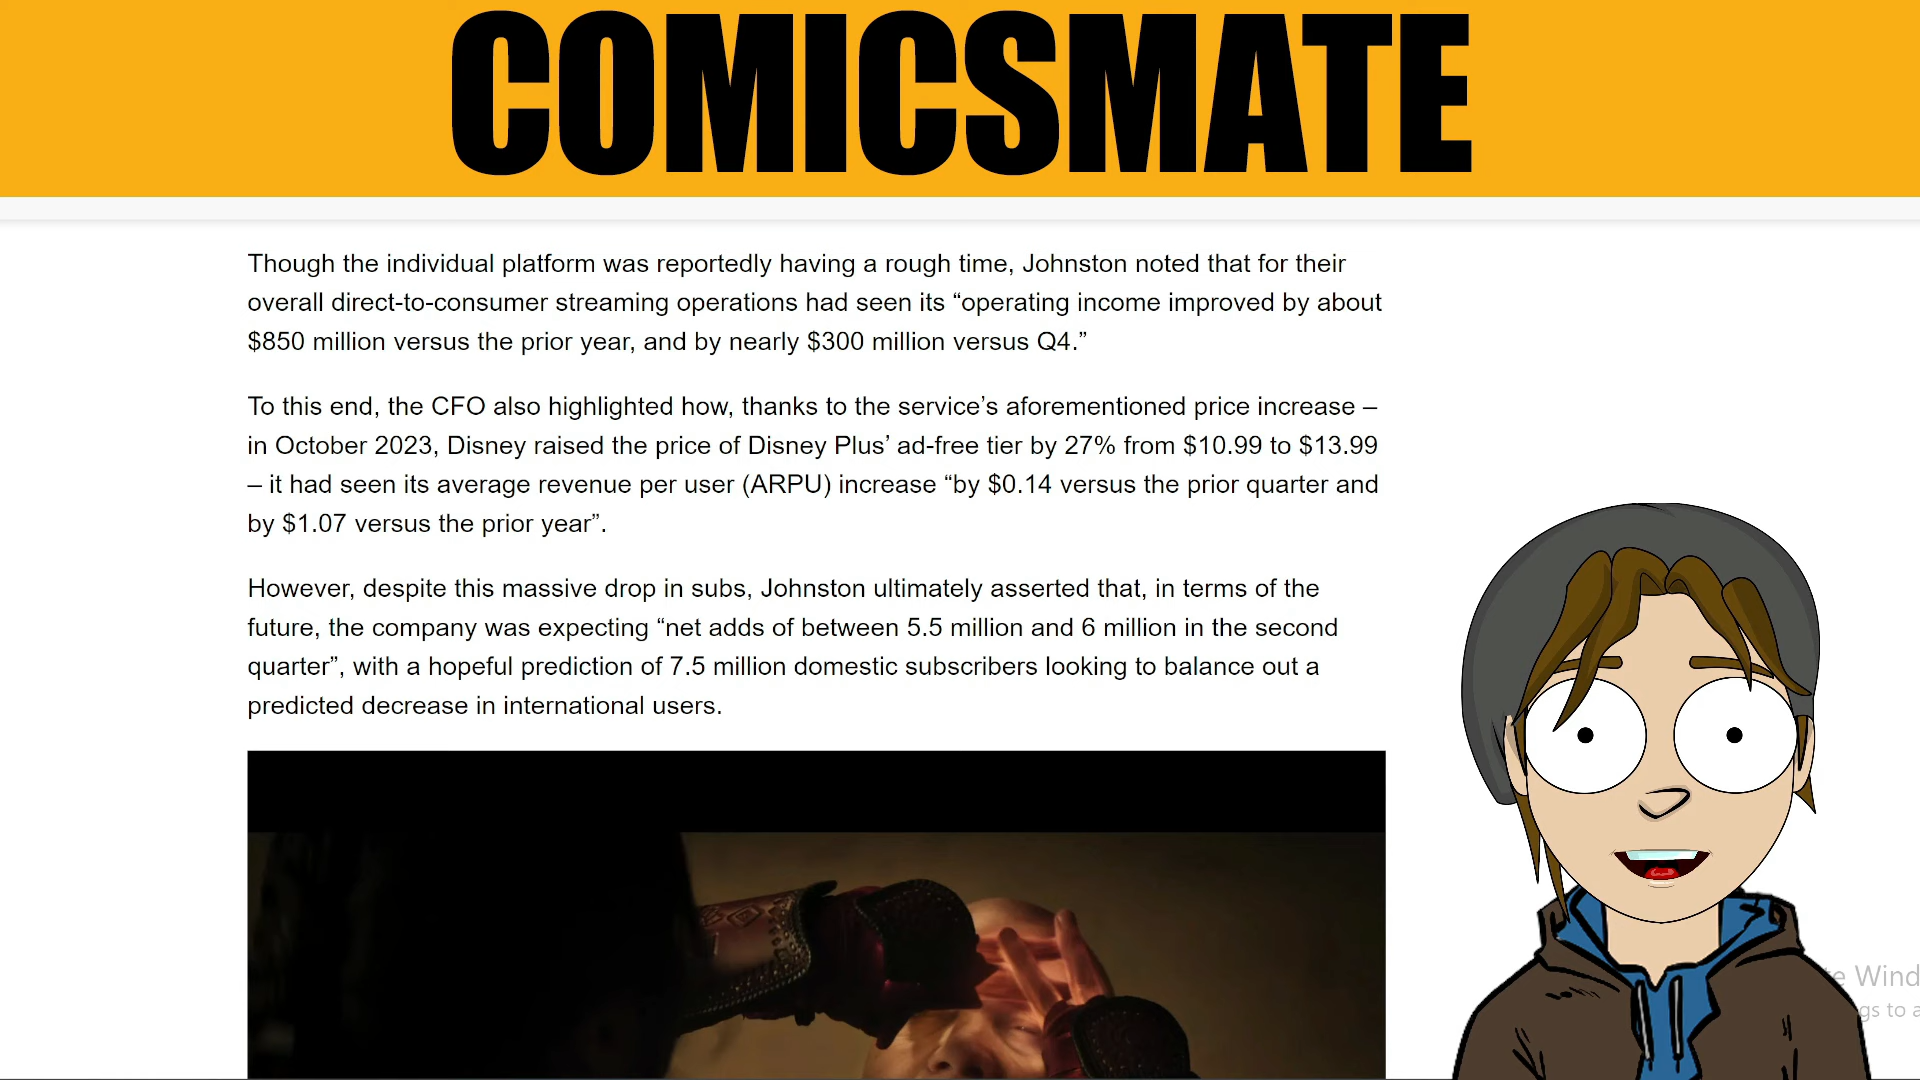 COMICSMATE
Though the individual platform was reportedly having a rough time, Johnston noted that for their
overall direct-to-consumer streaming operations had seen its “operating income improved by about
$850 million versus the prior year, and by nearly $300 million versus Q4.”
To this end, the CFO also highlighted how, thanks to the service’s aforementioned price increase –
in October 2023, Disney raised the price of Disney Plus’ ad-free tier by 27% from $10.99 to $13.99
– it had seen its average revenue per user (ARPU) increase “by $0.14 versus the prior quarter and
by $1.07 versus the prior year”.
However, despite this massive drop in subs, Johnston ultimately asserted that, in terms of the
future, the company was expecting “net adds of between 5.5 million and 6 million in the second
quarter”, with a hopeful prediction of 7.5 million domestic subscribers looking to balance out a
predicted decrease in international users.